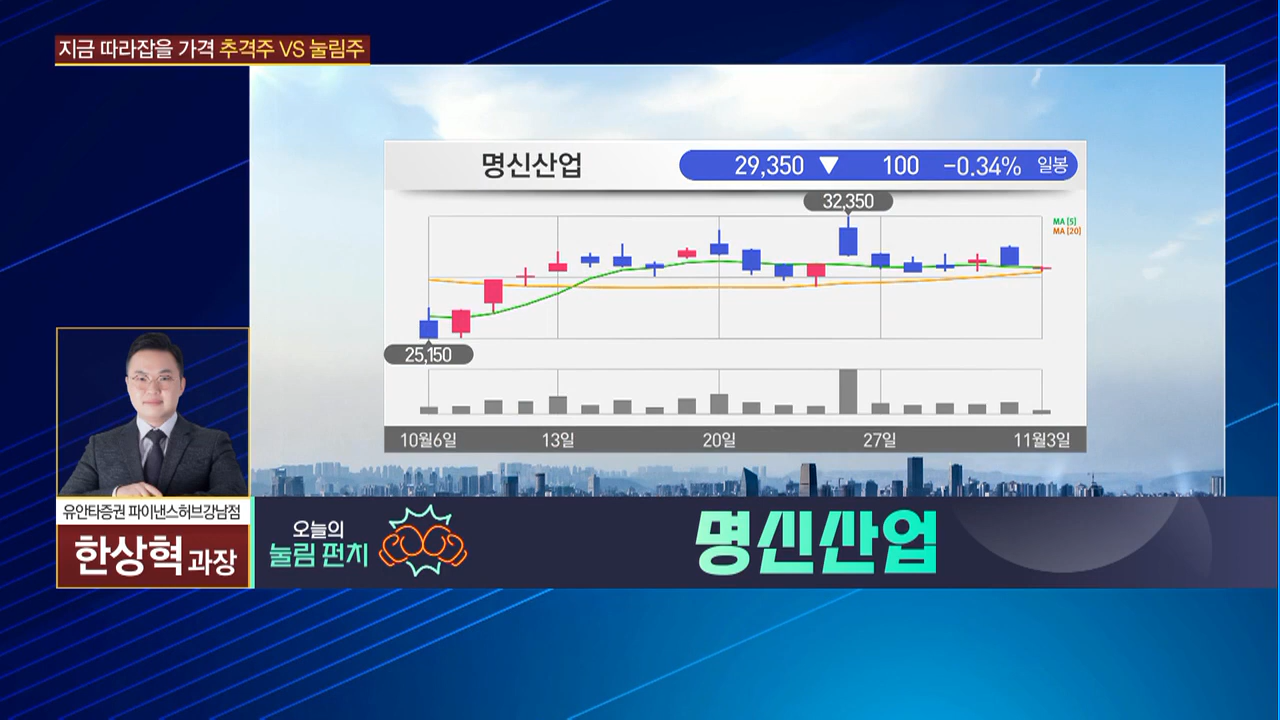 지금 따라잡을 가격 추격주 VS 눌림주
명신산업
29,350 ▼ 100 -0.34% 일봉
32,350
MA [5]
MA [20]
25,150
10월6일 13일 20일 27일 11월3일
유안타증권 파이낸스허브강남점
한상혁 과장
오늘의
눌림 펀치
명신산업